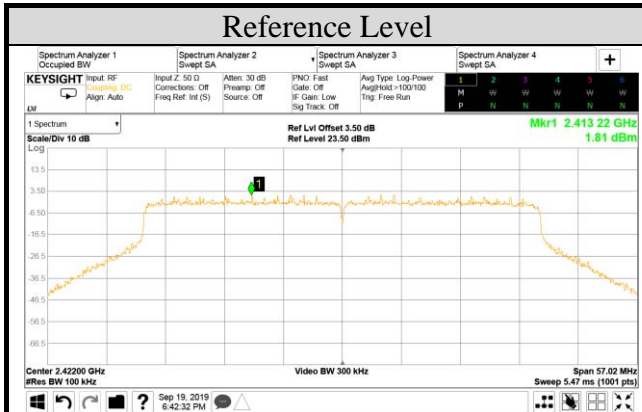 Reference Level
Spectrum Analyzer 1
Occupied BW
Spectrum Analyzer 2
Swept SA
Spectrum Analyzer 3
Swept SA
Spectrum Analyzer 4
Swept SA
+
KEYSIGHT
Input: RF
Coupling: DC
Align: Auto
Input Z: 50 Ω
Corrections: Off
Freq Ref: Int (S)
Atten: 30 dB
Preamp: Off
Source: Off
PNO: Fast
Gate: Off
IF Gain: Low
Sig Track: Off
Avg Type: Log-Power
Avg|Hold:>100/100
Trig: Free Run
1 2 3 4 5 6
M W W W W W
P N N N N N
LXI
1 Spectrum
Scale/Div 10 dB
Log
Ref Lvl Offset 3.50 dB
Ref Level 23.50 dBm
Mkr1 2.413 22 GHz
1.81 dBm
1
13.5
3.50
-6.50
-16.5
-26.5
-36.5
-46.5
-56.5
-66.5
Center 2.42200 GHz
#Res BW 100 kHz
Video BW 300 kHz
Span 57.02 MHz
Sweep 5.47 ms (1001 pts)
?
Sep 19, 2019
6:42:32 PM